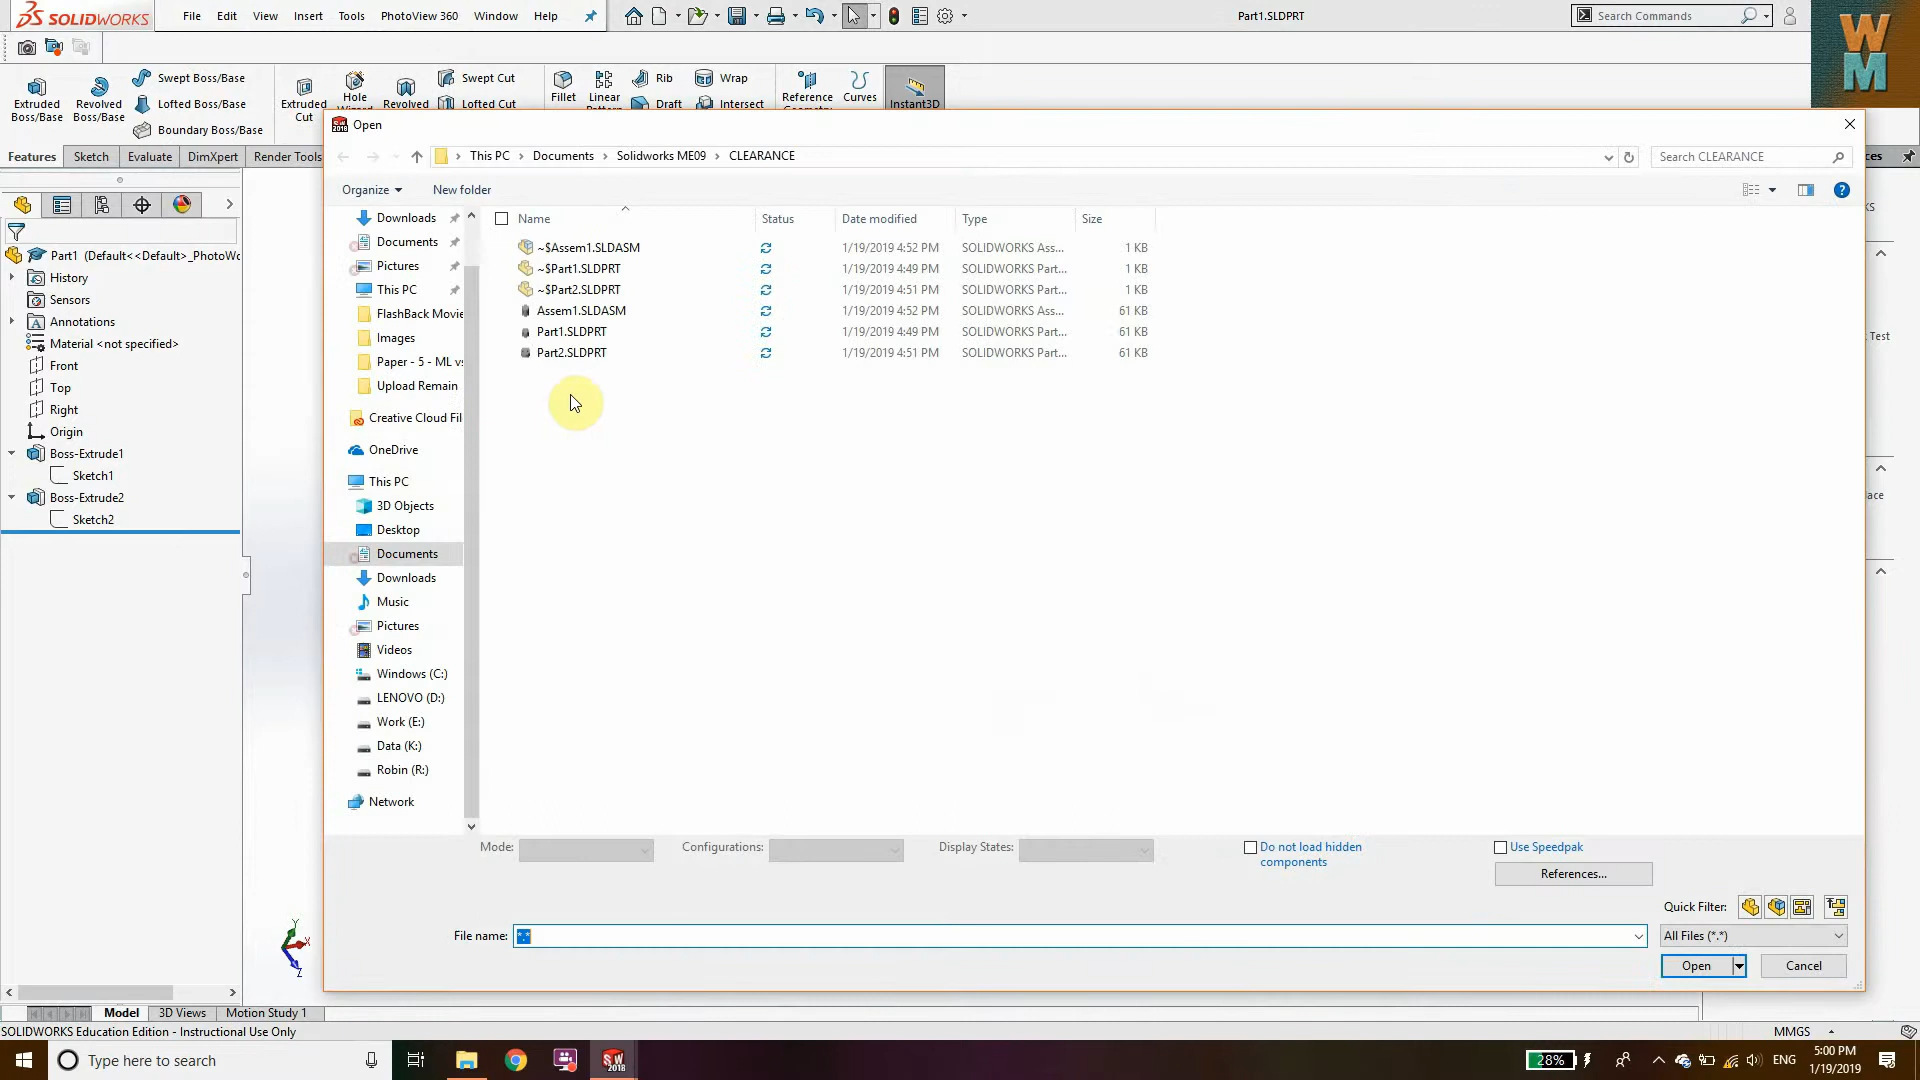 SOLIDWORKS File Edit View Insert Tools PhotoView 360 Window Help Part1.SLDPRT Search Commands
WM
Extruded Boss/Base Revolved Boss/Base Swept Boss/Base Lofted Boss/Base Boundary Boss/Base Extruded Cut Hole Revolved Swept Cut Lofted Cut Fillet Linear Rib Draft Wrap Intersect Reference Curves Instant3D
Features Sketch Evaluate DimXpert Render Tools
Open
This PC > Documents > Solidworks ME09 > CLEARANCE Search CLEARANCE
Organize New folder
Name Status Date modified Type Size
~$Assem1.SLDASM 1/19/2019 4:52 PM SOLIDWORKS Ass... 1 KB
~$Part1.SLDPRT 1/19/2019 4:49 PM SOLIDWORKS Part... 1 KB
~$Part2.SLDPRT 1/19/2019 4:51 PM SOLIDWORKS Part... 1 KB
Assem1.SLDASM 1/19/2019 4:52 PM SOLIDWORKS Ass... 61 KB
Part1.SLDPRT 1/19/2019 4:49 PM SOLIDWORKS Part... 61 KB
Part2.SLDPRT 1/19/2019 4:51 PM SOLIDWORKS Part... 61 KB
Downloads
Documents
Pictures
This PC
FlashBack Movie
Images
Paper - 5 - ML vs
Upload Remain
Creative Cloud Fil
OneDrive
This PC
3D Objects
Desktop
Documents
Downloads
Music
Pictures
Videos
Windows (C:)
LENOVO (D:)
Work (E:)
Data (K:)
Robin (R:)
Network
Part1 (Default<<Default>_PhotoWo
History
Sensors
Annotations
Material <not specified>
Front
Top
Right
Origin
Boss-Extrude1
Sketch1
Boss-Extrude2
Sketch2
Test
Mode: Configurations: Display States: Do not load hidden components Use Speedpak
References...
Quick Filter:
File name: *.* All Files (*.*)
Open Cancel
Y
X
Z
Model 3D Views Motion Study 1
SOLIDWORKS Education Edition - Instructional Use Only MMGS
Type here to search SW 2018 28% ENG 5:00 PM
1/19/2019